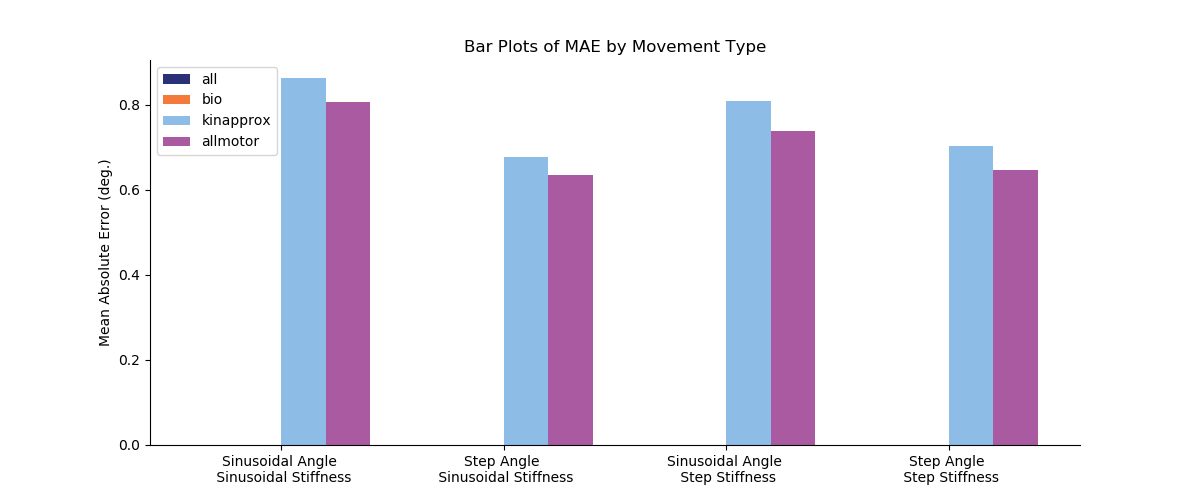 Bar Plots of MAE by Movement Type
all
bio
kinapprox
allmotor
Mean Absolute Error (deg.)
0.8
0.6
0.4
0.2
0.0
Sinusoidal Angle
Sinusoidal Stiffness
Step Angle
Sinusoidal Stiffness
Sinusoidal Angle
Step Stiffness
Step Angle
Step Stiffness